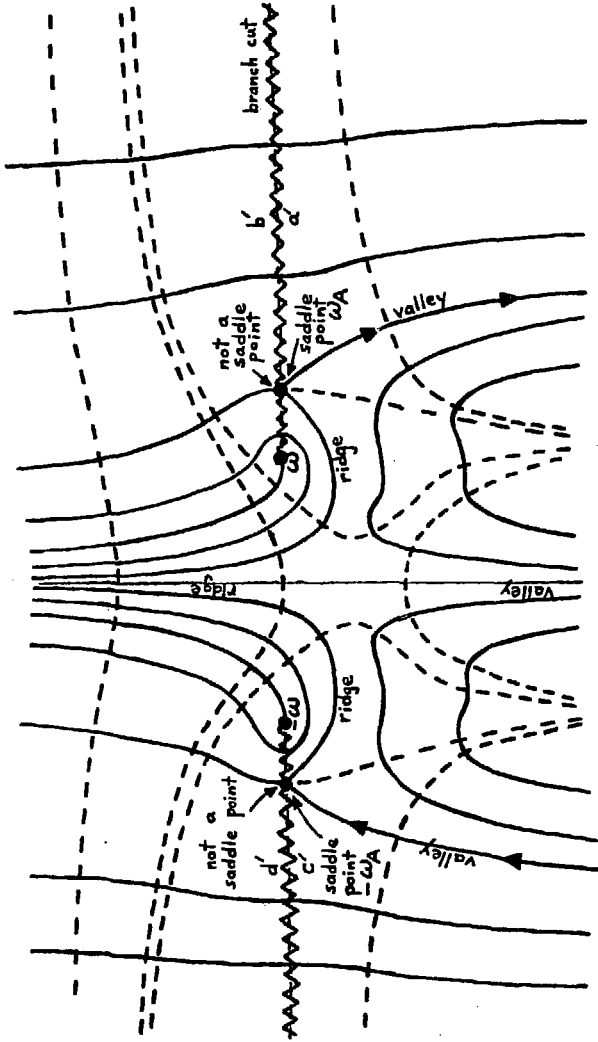 branch cut
b'
a'
not a
saddle
point
saddle
point
ωA
valley
ω
ridge
ridge
valley
-ω
ridge
not a
saddle point
d'
c'
saddle
point
-ωA
valley